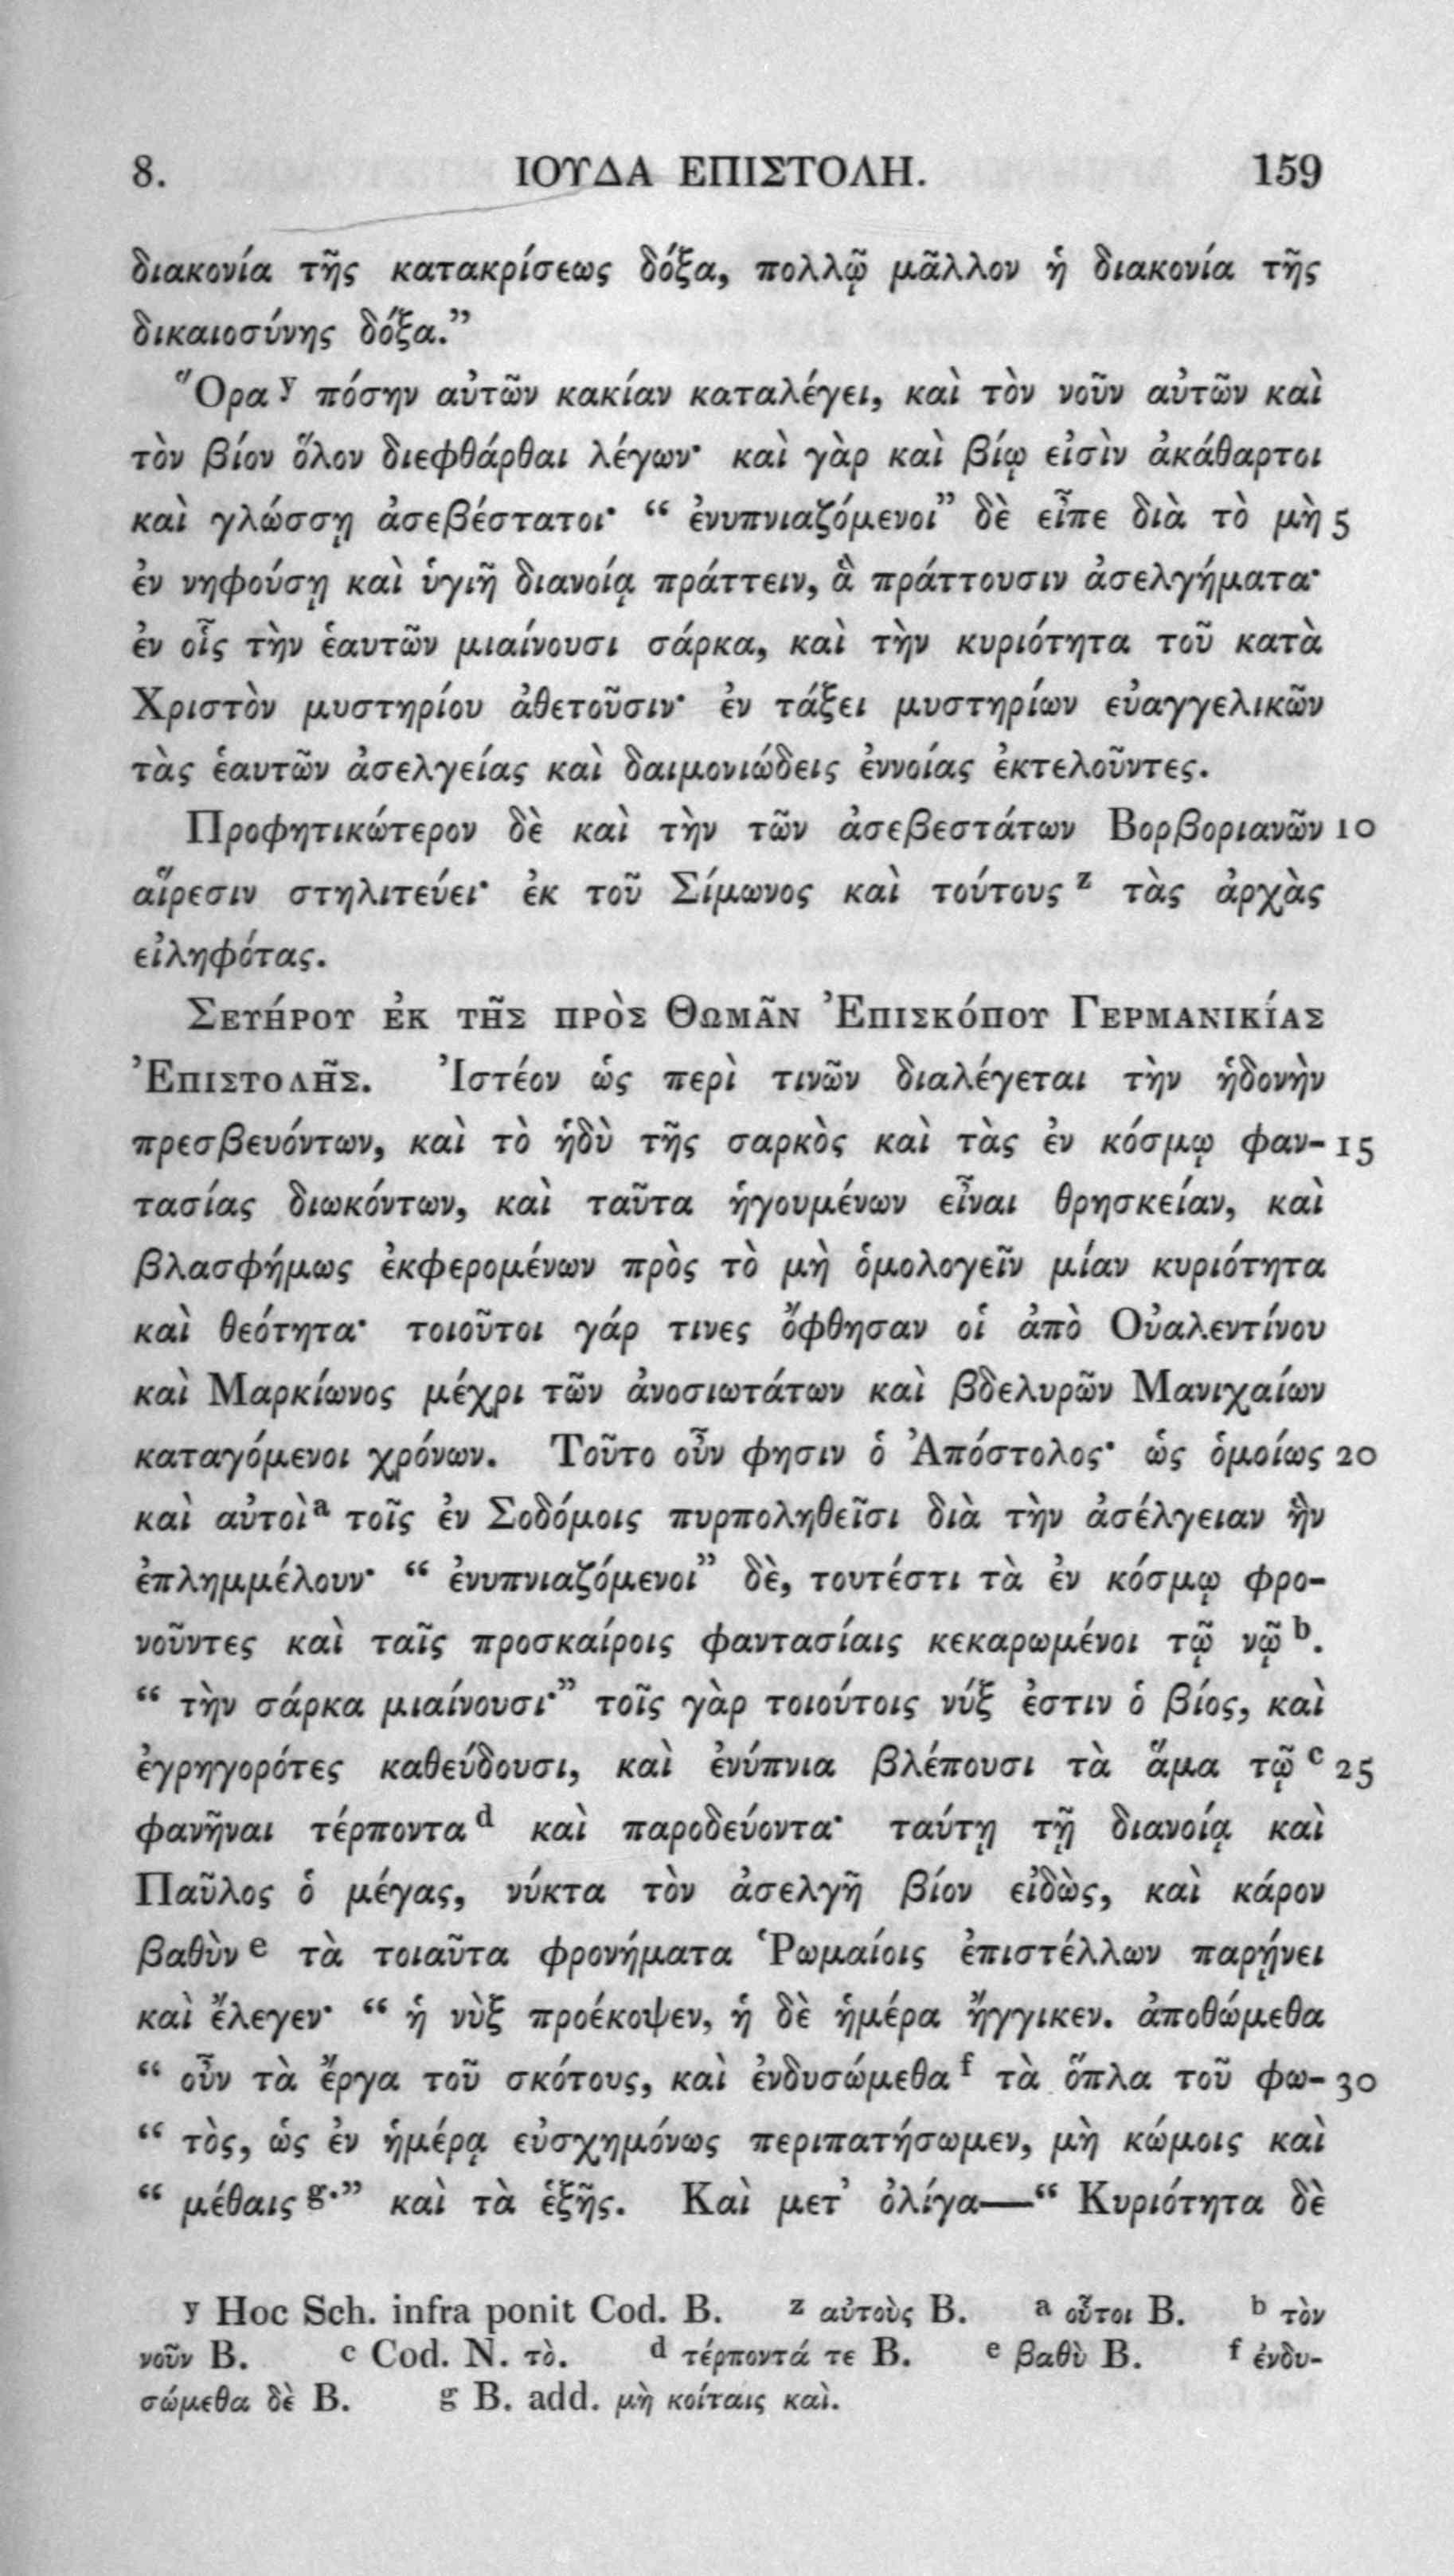 8. ΙΟΥΔΑ ΕΠΙΣΤΟΛΗ. 159
διακονία τῆς κατακρίσεως δόξα, πολλῷ μᾶλλον ἡ διακονία τῆς
δικαιοσύνης δόξα.”
Ὅρα y πόσην αὐτῶν κακίαν καταλέγει, καὶ τὸν νοῦν αὐτῶν καὶ
τὸν βίον ὅλον διεφθάρθαι λέγων· καὶ γὰρ καὶ βίῳ εἰσὶν ἀκάθαρτοι
καὶ γλώσσῃ ἀσεβέστατοι· “ ἐνυπνιαζόμενοι” δὲ εἶπε διὰ τὸ μὴ 5
ἐν νηφούσῃ καὶ ὑγιῆ διανοίᾳ πράττειν, ἃ πράττουσιν ἀσελγήματα·
ἐν οἷς τὴν ἑαυτῶν μιαίνουσι σάρκα, καὶ τὴν κυριότητα τοῦ κατὰ
Χριστὸν μυστηρίου ἀθετοῦσιν· ἐν τάξει μυστηρίων εὐαγγελικῶν
τὰς ἑαυτῶν ἀσελγείας καὶ δαιμονιώδεις ἐννοίας ἐκτελοῦντες.
Προφητικώτερον δὲ καὶ τὴν τῶν ἀσεβεστάτων Βορβοριανῶν 10
αἵρεσιν στηλιτεύει· ἐκ τοῦ Σίμωνος καὶ τούτους z τὰς ἀρχὰς
εἰληφότας.
Σευήρου ἐκ τῆς πρὸς Θωμᾶν Ἐπισκόπου Γερμανικίας
Ἐπιστολῆς. Ἰστέον ὡς περὶ τινῶν διαλέγεται τὴν ἡδονὴν
πρεσβευόντων, καὶ τὸ ἡδὺ τῆς σαρκὸς καὶ τὰς ἐν κόσμῳ φαν- 15
τασίας διωκόντων, καὶ ταῦτα ἡγουμένων εἶναι θρησκείαν, καὶ
βλασφήμως ἐκφερομένων πρὸς τὸ μὴ ὁμολογεῖν μίαν κυριότητα
καὶ θεότητα· τοιοῦτοι γάρ τινες ὄφθησαν οἱ ἀπὸ Οὐαλεντίνου
καὶ Μαρκίωνος μέχρι τῶν ἀνοσιωτάτων καὶ βδελυρῶν Μανιχαίων
καταγόμενοι χρόνων. Τοῦτο οὖν φησιν ὁ Ἀπόστολος· ὡς ὁμοίως 20
καὶ αὐτοὶ a τοῖς ἐν Σοδόμοις πυρποληθεῖσι διὰ τὴν ἀσέλγειαν ἣν
ἐπλημμέλουν· “ ἐνυπνιαζόμενοι” δὲ, τουτέστι τὰ ἐν κόσμῳ φρο-
νοῦντες καὶ ταῖς προσκαίροις φαντασίαις κεκαρωμένοι τῷ νῷ b.
“ τὴν σάρκα μιαίνουσι·” τοῖς γὰρ τοιούτοις νύξ ἐστιν ὁ βίος, καὶ
ἐγρηγορότες καθεύδουσι, καὶ ἐνύπνια βλέπουσι τὰ ἅμα τῷ c 25
φανῆναι τέρποντα d καὶ παροδεύοντα· ταύτῃ τῇ διανοίᾳ καὶ
Παῦλος ὁ μέγας, νύκτα τὸν ἀσελγῆ βίον εἰδὼς, καὶ κάρον
βαθὺν e τὰ τοιαῦτα φρονήματα Ῥωμαίοις ἐπιστέλλων παρῄνει
καὶ ἔλεγεν· “ ἡ νὺξ προέκοψεν, ἡ δὲ ἡμέρα ἤγγικεν. ἀποθώμεθα
“ οὖν τὰ ἔργα τοῦ σκότους, καὶ ἐνδυσώμεθα f τὰ ὅπλα τοῦ φω- 30
“ τὸς, ὡς ἐν ἡμέρᾳ εὐσχημόνως περιπατήσωμεν, μὴ κώμοις καὶ
“ μέθαις g.” καὶ τὰ ἑξῆς. Καὶ μετ’ ὀλίγα—“ Κυριότητα δὲ
y Hoc Sch. infra ponit Cod. B. z αὐτοὺς B. a οὗτοι B. b τὸν
νοῦν B. c Cod. N. τὸ. d τέρποντά τε B. e βαθὺ B. f ἐνδυ-
σώμεθα δὲ B. g B. add. μὴ κοίταις καὶ.